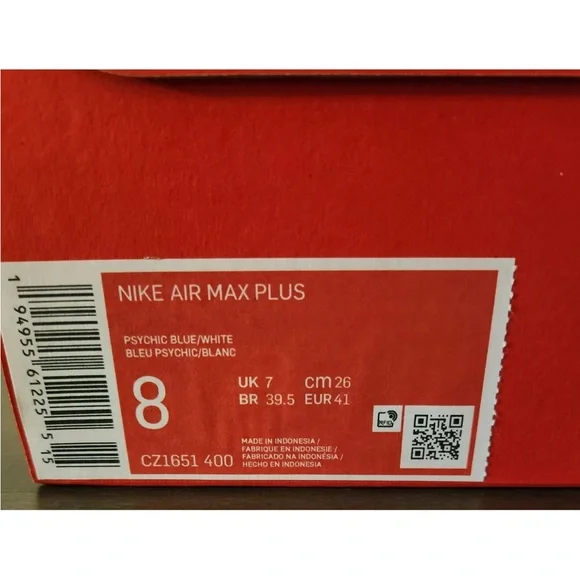 NIKE AIR MAX PLUS
PSYCHIC BLUE/WHITE
BLEU PSYCHIC/BLANC
8
UK 7 cm 26
BR 39.5 EUR 41
CZ1651 400
MADE IN INDONESIA /
FABRIQUE EN INDONESIE /
FABRICADO NA INDONÉSIA /
HECHO EN INDONESIA
1 94955 61225 5 15